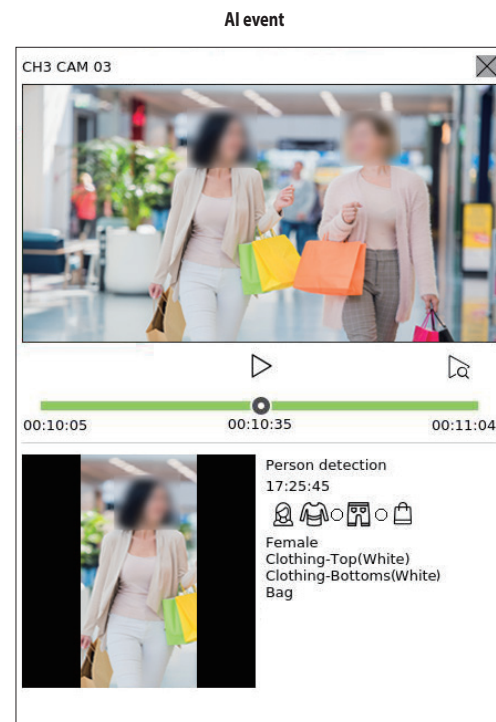 AI event
CH3 CAM 03
00:10:05 00:10:35 00:11:04
Person detection
17:25:45
Female
Clothing-Top(White)
Clothing-Bottoms(White)
Bag